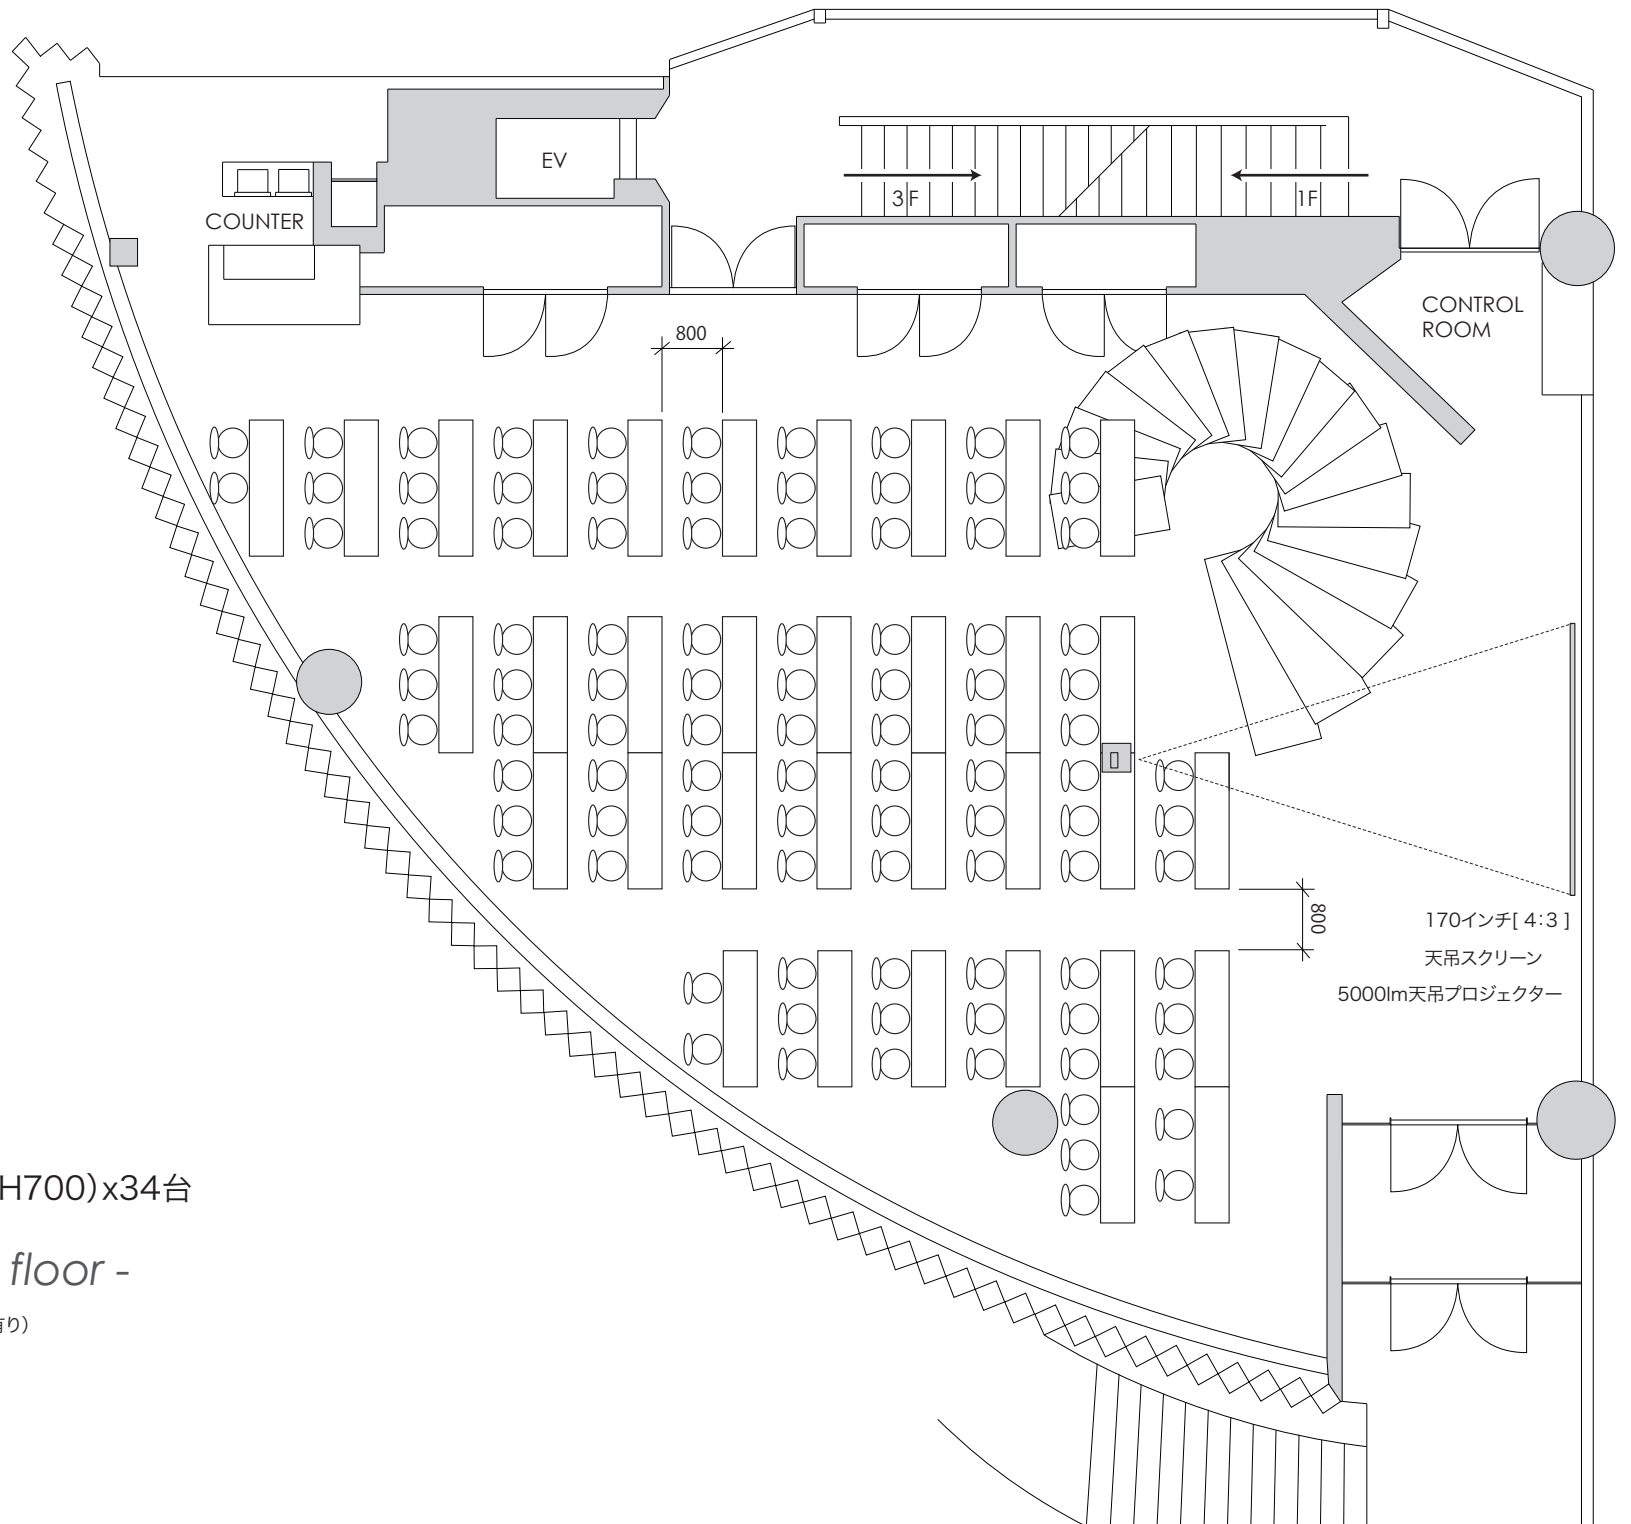 EV
3F
1F
COUNTER
CONTROL
ROOM
800
800
170インチ[ 4:3 ]
天吊スクリーン
5000lm天吊プロジェクター
H700)x34台
floor -
有り)